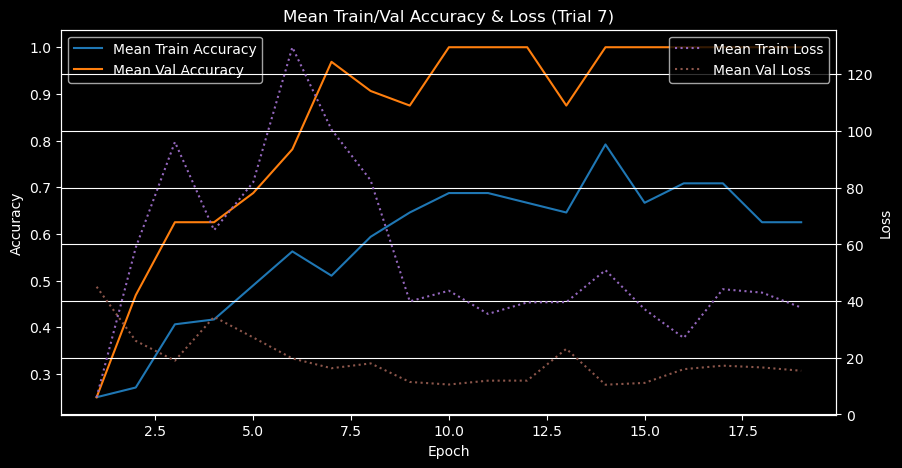 Mean Train/Val Accuracy & Loss (Trial 7)
Mean Train Accuracy
Mean Val Accuracy
Mean Train Loss
Mean Val Loss
1.0
0.9
0.8
0.7
0.6
0.5
0.4
0.3
Accuracy
120
100
80
60
40
20
0
Loss
2.5 5.0 7.5 10.0 12.5 15.0 17.5
Epoch